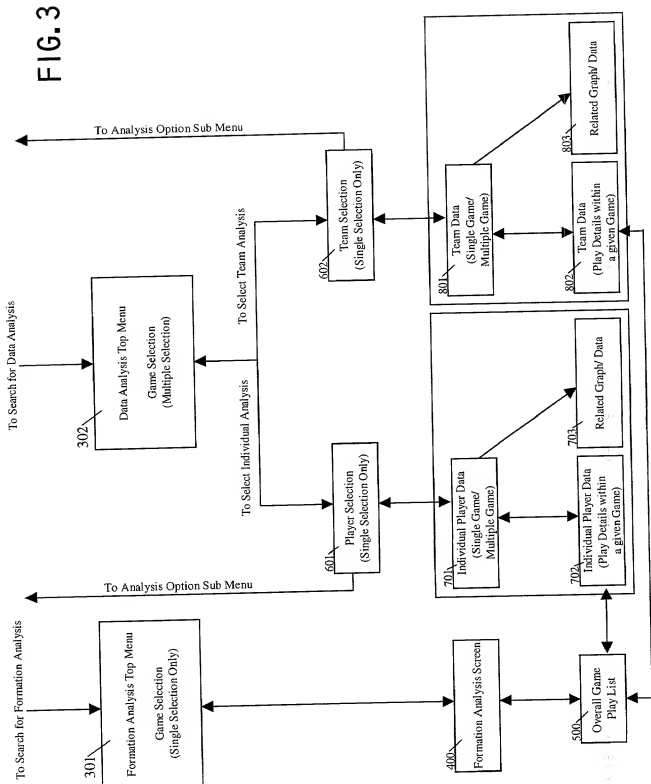 FIG. 3
To Search for Formation Analysis
301
Formation Analysis Top Menu
Game Selection
(Single Selection Only)
To Search for Data Analysis
302
Data Analysis Top Menu
Game Selection
(Multiple Selection)
To Analysis Option Sub Menu
To Select Individual Analysis
To Select Team Analysis
To Analysis Option Sub Menu
601
Player Selection
(Single Selection Only)
602
Team Selection
(Single Selection Only)
400
Formation Analysis Screen
701
Individual Player Data
(Single Game/
Multiple Game)
801
Team Data
(Single Game/
Multiple Game)
500
Overall Game
Play List
702
Individual Player Data
(Play Details within
a given Game)
703
Related Graph/ Data
802
Team Data
(Play Details within
a given Game)
803
Related Graph/ Data